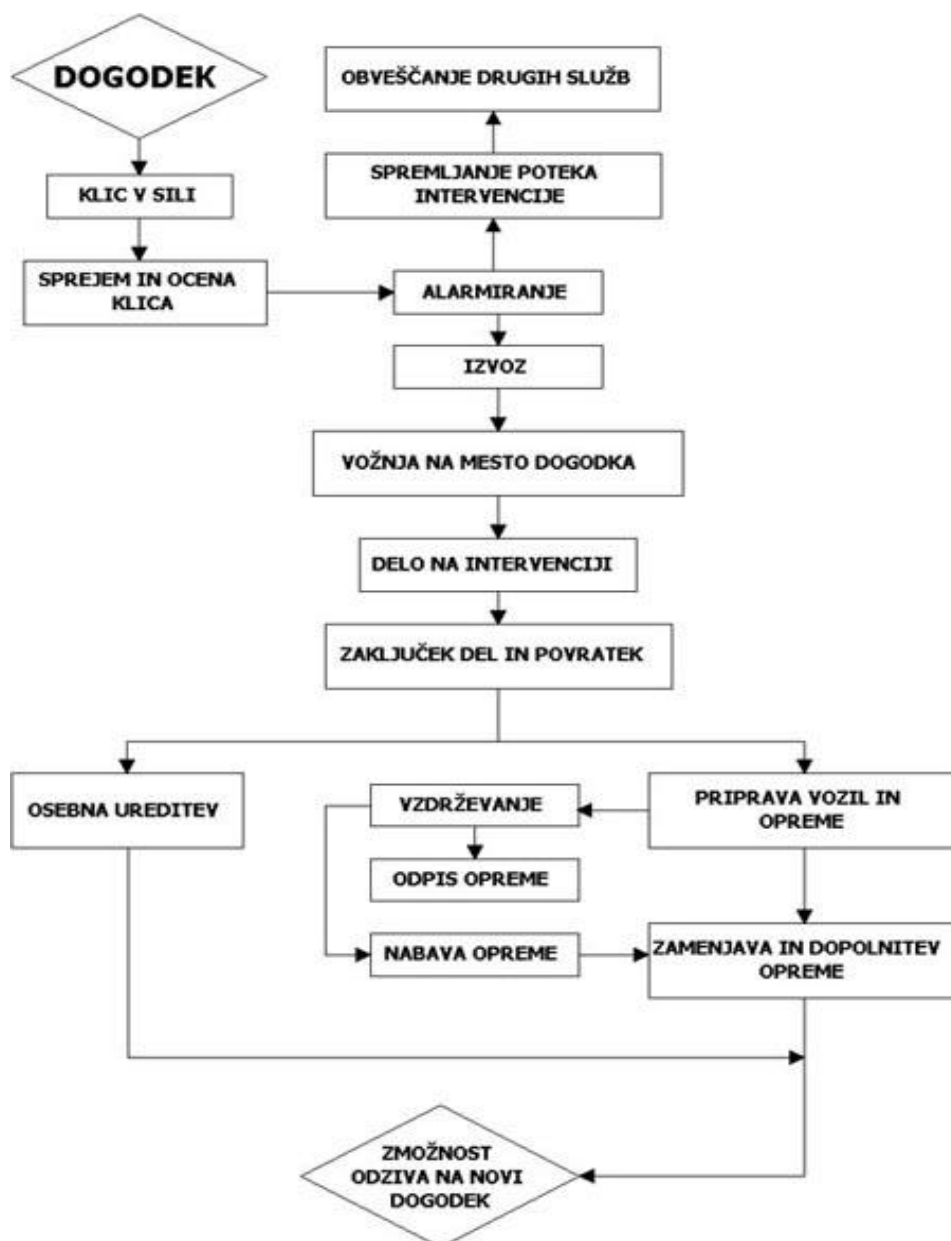 DOGODEK
OBVEŠČANJE DRUGIH SLUŽB
KLIC V SILI
SPREMLJANJE POTEKA
INTERVENCIJE
SPREJEM IN OCENA
KLICA
ALARMIRANJE
IZVOZ
VOŽNJA NA MESTO DOGODKA
DELO NA INTERVENCIJI
ZAKLJUČEK DEL IN POVRATEK
OSEBNA UREDITEV
VZDRŽEVANJE
PRIPRAVA VOZIL IN
OPREME
ODPIS OPREME
NABAVA OPREME
ZAMENJAVA IN DOPOLNITEV
OPREME
ZMOŽNOST
ODZIVA NA NOVI
DOGODEK